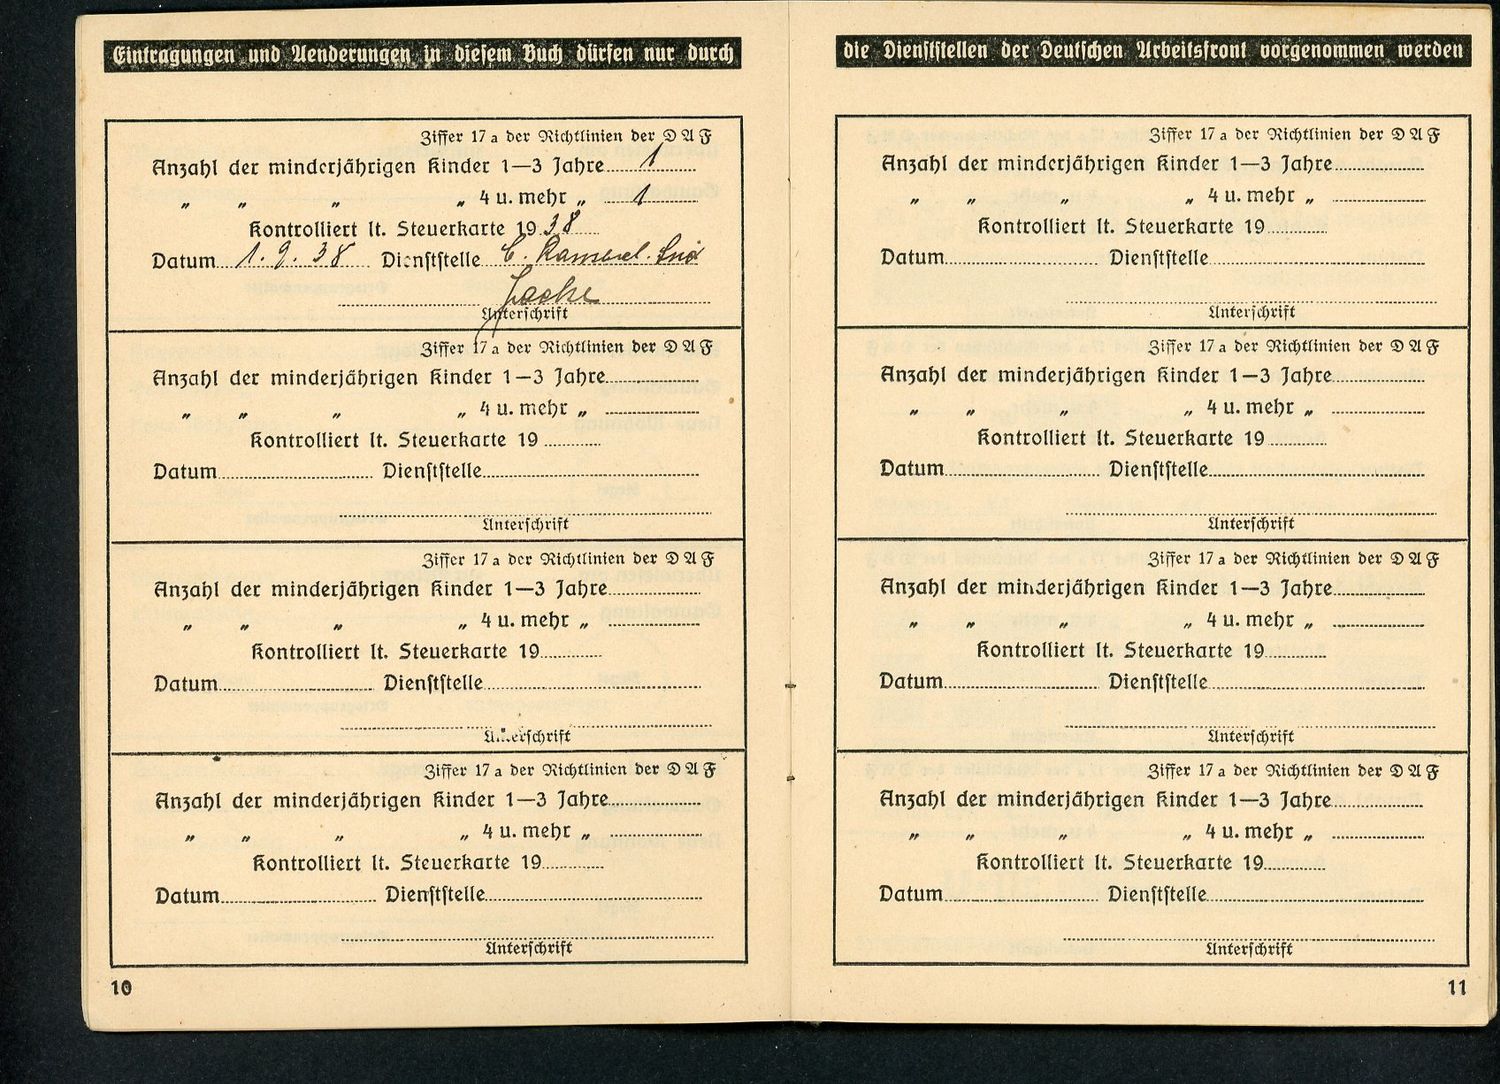 Eintragungen und Aenderungen in diesem Buch dürfen nur durch
Ziffer 17 a der Richtlinien der D A F
Anzahl der minderjährigen Kinder 1—3 Jahre 1
„ „ „ „ 4 u. mehr „ 1
Kontrolliert lt. Steuerkarte 19 38
Datum 1. 9. 38 Dienststelle
Unterschrift
Ziffer 17 a der Richtlinien der D A F
Anzahl der minderjährigen Kinder 1—3 Jahre
„ „ „ „ 4 u. mehr „
Kontrolliert lt. Steuerkarte 19
Datum Dienststelle
Unterschrift
Ziffer 17 a der Richtlinien der D A F
Anzahl der minderjährigen Kinder 1—3 Jahre
„ „ „ „ 4 u. mehr „
Kontrolliert lt. Steuerkarte 19
Datum Dienststelle
Unterschrift
Ziffer 17 a der Richtlinien der D A F
Anzahl der minderjährigen Kinder 1—3 Jahre
„ „ „ „ 4 u. mehr „
Kontrolliert lt. Steuerkarte 19
Datum Dienststelle
Unterschrift
10
die Dienststellen der Deutschen Arbeitsfront vorgenommen werden
Ziffer 17 a der Richtlinien der D A F
Anzahl der minderjährigen Kinder 1—3 Jahre
„ „ „ „ 4 u. mehr „
Kontrolliert lt. Steuerkarte 19
Datum Dienststelle
Unterschrift
Ziffer 17 a der Richtlinien der D A F
Anzahl der minderjährigen Kinder 1—3 Jahre
„ „ „ „ 4 u. mehr „
Kontrolliert lt. Steuerkarte 19
Datum Dienststelle
Unterschrift
Ziffer 17 a der Richtlinien der D A F
Anzahl der minderjährigen Kinder 1—3 Jahre
„ „ „ „ 4 u. mehr „
Kontrolliert lt. Steuerkarte 19
Datum Dienststelle
Unterschrift
Ziffer 17 a der Richtlinien der D A F
Anzahl der minderjährigen Kinder 1—3 Jahre
„ „ „ „ 4 u. mehr „
Kontrolliert lt. Steuerkarte 19
Datum Dienststelle
Unterschrift
11